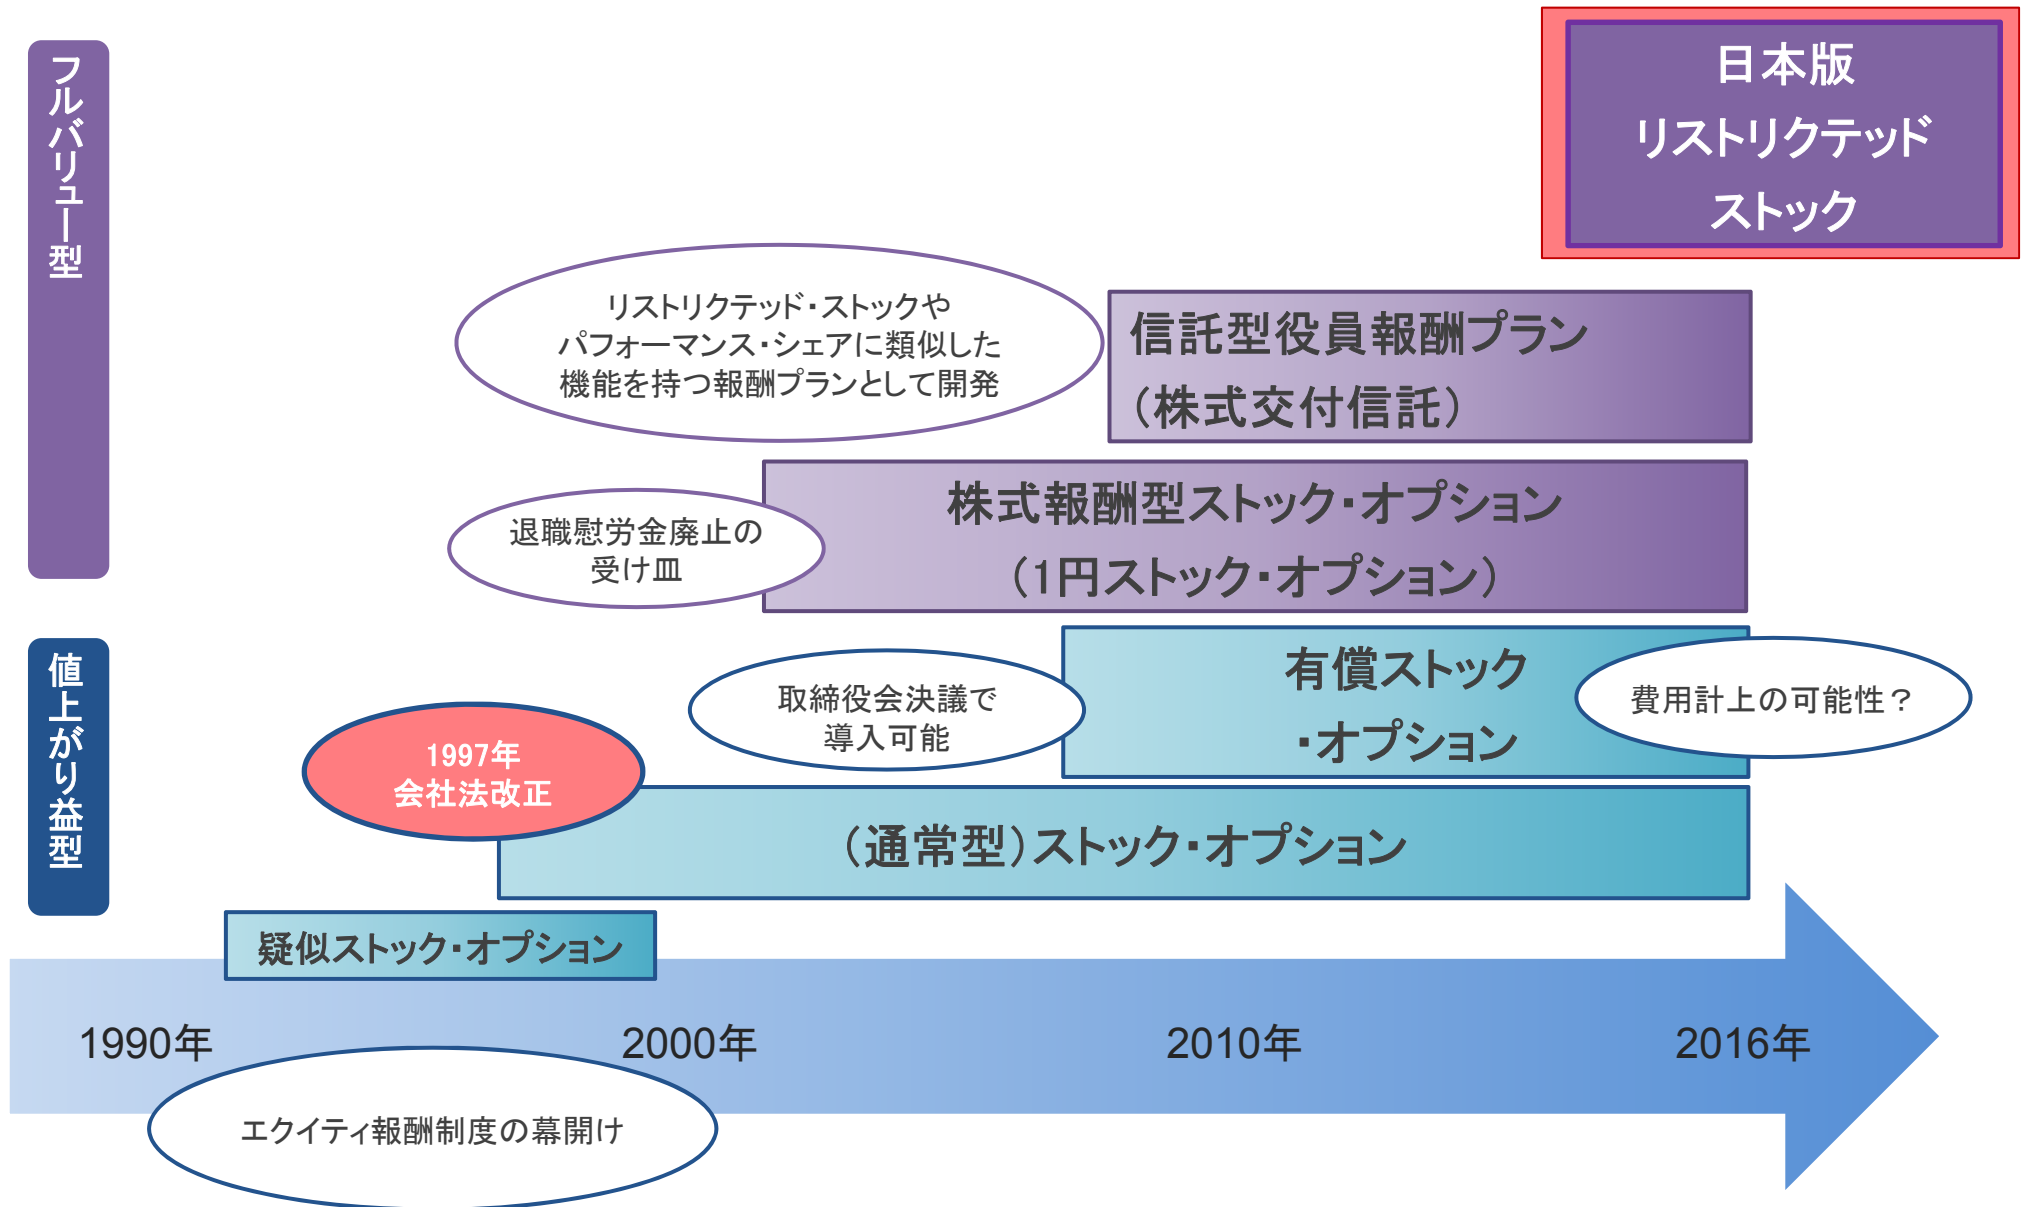 フルバリュー型
日本版
リストリクテッド
ストック
リストリクテッド・ストックや
パフォーマンス・シェアに類似した
機能を持つ報酬プランとして開発
信託型役員報酬プラン
（株式交付信託）
退職慰労金廃止の
受け皿
株式報酬型ストック・オプション
（1円ストック・オプション）
値上がり益型
取締役会決議で
導入可能
有償ストック
・オプション
費用計上の可能性？
1997年
会社法改正
（通常型）ストック・オプション
疑似ストック・オプション
1990年
2000年
2010年
2016年
エクイティ報酬制度の幕開け